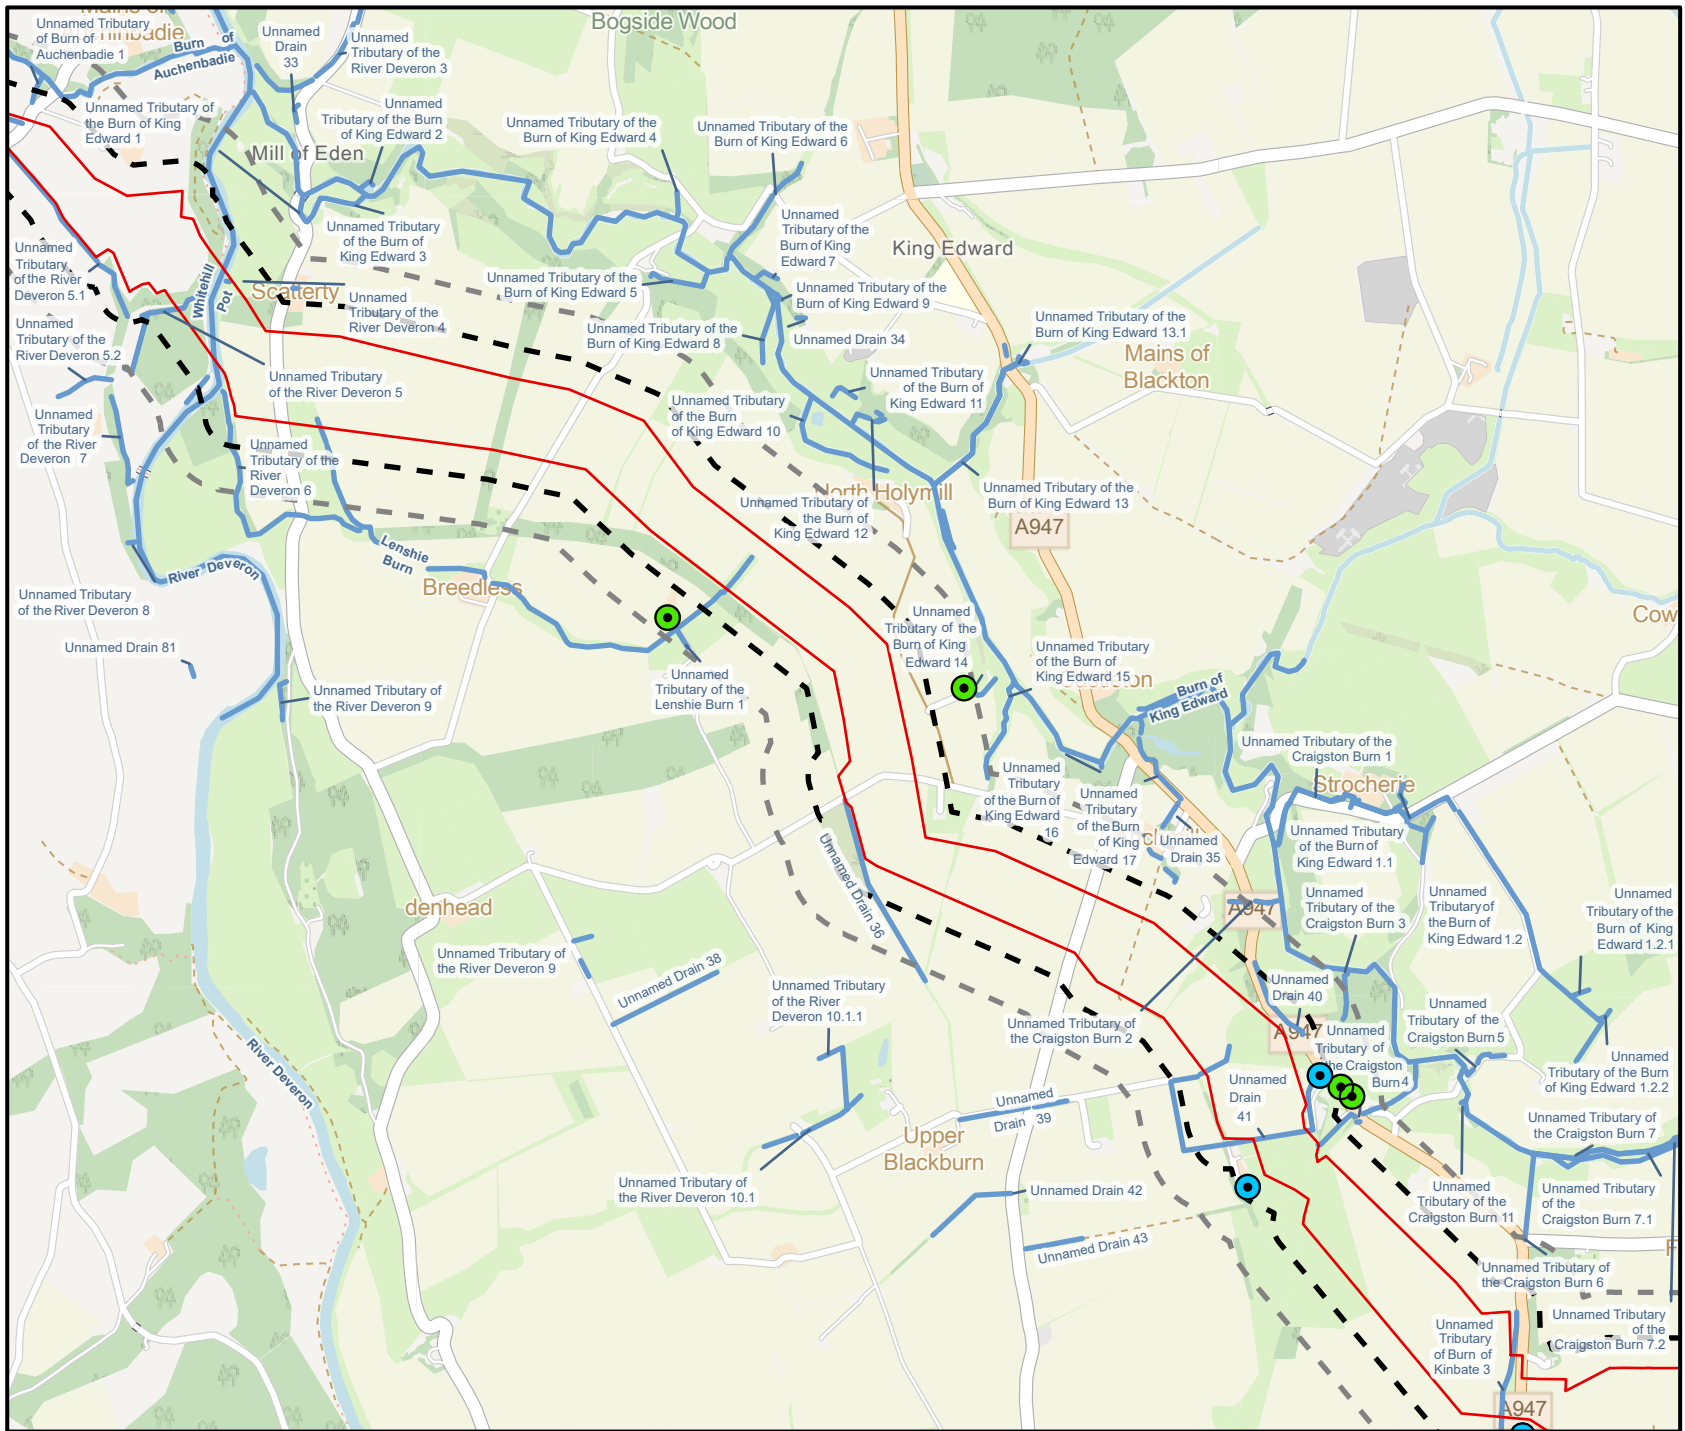 Unnamed Tributary
of Burn of
Auchenbadie 1
Burn of
Auchenbadie
Unnamed
Drain
33
Unnamed
Tributary of the
River Deveron 3
Bogside Wood
Unnamed Tributary of
the Burn of King
Edward 1
Unnamed
Tributary of the Burn
of King Edward 2
Mill of Eden
Unnamed Tributary of the
Burn of King Edward 4
Unnamed Tributary of the
Burn of King Edward 6
Unnamed Tributary
of the Burn of
King Edward 3
Unnamed
Tributary of the
Burn of King
Edward 7
King Edward
Unnamed
Tributary
of the River
Deveron 5.1
Whitehill
Pot
Scatterty
Unnamed
Tributary of the
River Deveron 4
Unnamed Tributary of the
Burn of King Edward 5
Unnamed Tributary of the
Burn of King Edward 9
Unnamed Tributary of the
Burn of King Edward 8
Unnamed Drain 34
Unnamed Tributary of the
Burn of King Edward 13.1
Mains of
Blackton
Unnamed
Tributary of the
River Deveron 5.2
Unnamed Tributary
of the River Deveron 5
Unnamed Tributary
of the Burn of
King Edward 11
Unnamed Tributary
of the Burn
of King Edward 10
Unnamed
Tributary
of the River
Deveron 7
Unnamed
Tributary of the
River
Deveron 6
North Holymill
Unnamed Tributary of
the Burn of
King Edward 12
Unnamed Tributary of the
Burn of King Edward 13
A947
Lenshie
Burn
River Deveron
Breedless
Unnamed Tributary
of the River Deveron 8
Unnamed Drain 81
Unnamed
Tributary of the
Burn of King
Edward 14
Unnamed Tributary
of the Burn of
King Edward 15
Cow
Unnamed Tributary of
the River Deveron 9
Unnamed
Tributary of the
Lenshie Burn 1
Burn of
King Edward
Unnamed Tributary of the
Craigston Burn 1
Strocherie
Unnamed
Tributary
of the Burn of
King Edward
16
Unnamed
Tributary
of the Burn
of King
Edward 17
Unnamed
Drain 35
Unnamed Tributary
of the Burn of
King Edward 1.1
Unnamed Drain 36
denhead
A947
Unnamed
Tributary of the
Craigston Burn 3
Unnamed
Tributary of
the Burn of
King Edward 1.2
Unnamed
Tributary of the
Burn of King
Edward 1.2.1
Unnamed Tributary of
the River Deveron 9
Unnamed Drain 38
Unnamed Tributary
of the River
Deveron 10.1.1
Unnamed
Drain 40
Unnamed Tributary of
the Craigston Burn 2
A947
Unnamed
Tributary of
the Craigston
Burn 4
Unnamed
Tributary of the
Craigston Burn 5
River Deveron
Unnamed
Drain
41
Unnamed
Tributary of the Burn
of King Edward 1.2.2
Unnamed
Drain 39
Upper
Blackburn
Unnamed Tributary of
the Craigston Burn 7
Unnamed Tributary of
the River Deveron 10.1
Unnamed Drain 42
Unnamed
Tributary of the
Craigston Burn 11
Unnamed Tributary
of the
Craigston Burn 7.1
Unnamed Drain 43
Unnamed Tributary of
the Craigston Burn 6
Unnamed
Tributary
of Burn of
Kinbate 3
Unnamed Tributary
of the
Craigston Burn 7.2
A947